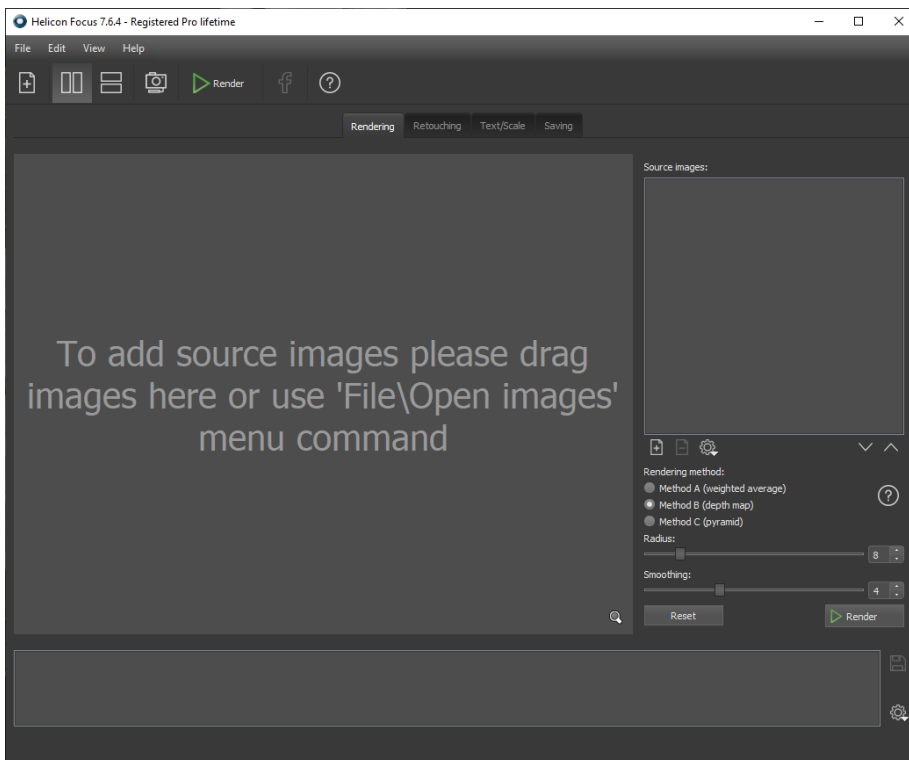 Helicon Focus 7.6.4 - Registered Pro lifetime
File Edit View Help
Render
Rendering Retouching Text/Scale Saving
Source images:
To add source images please drag
images here or use 'File\Open images'
menu command
Rendering method:
Method A (weighted average)
Method B (depth map)
Method C (pyramid)
Radius:
8
Smoothing:
4
Reset Render